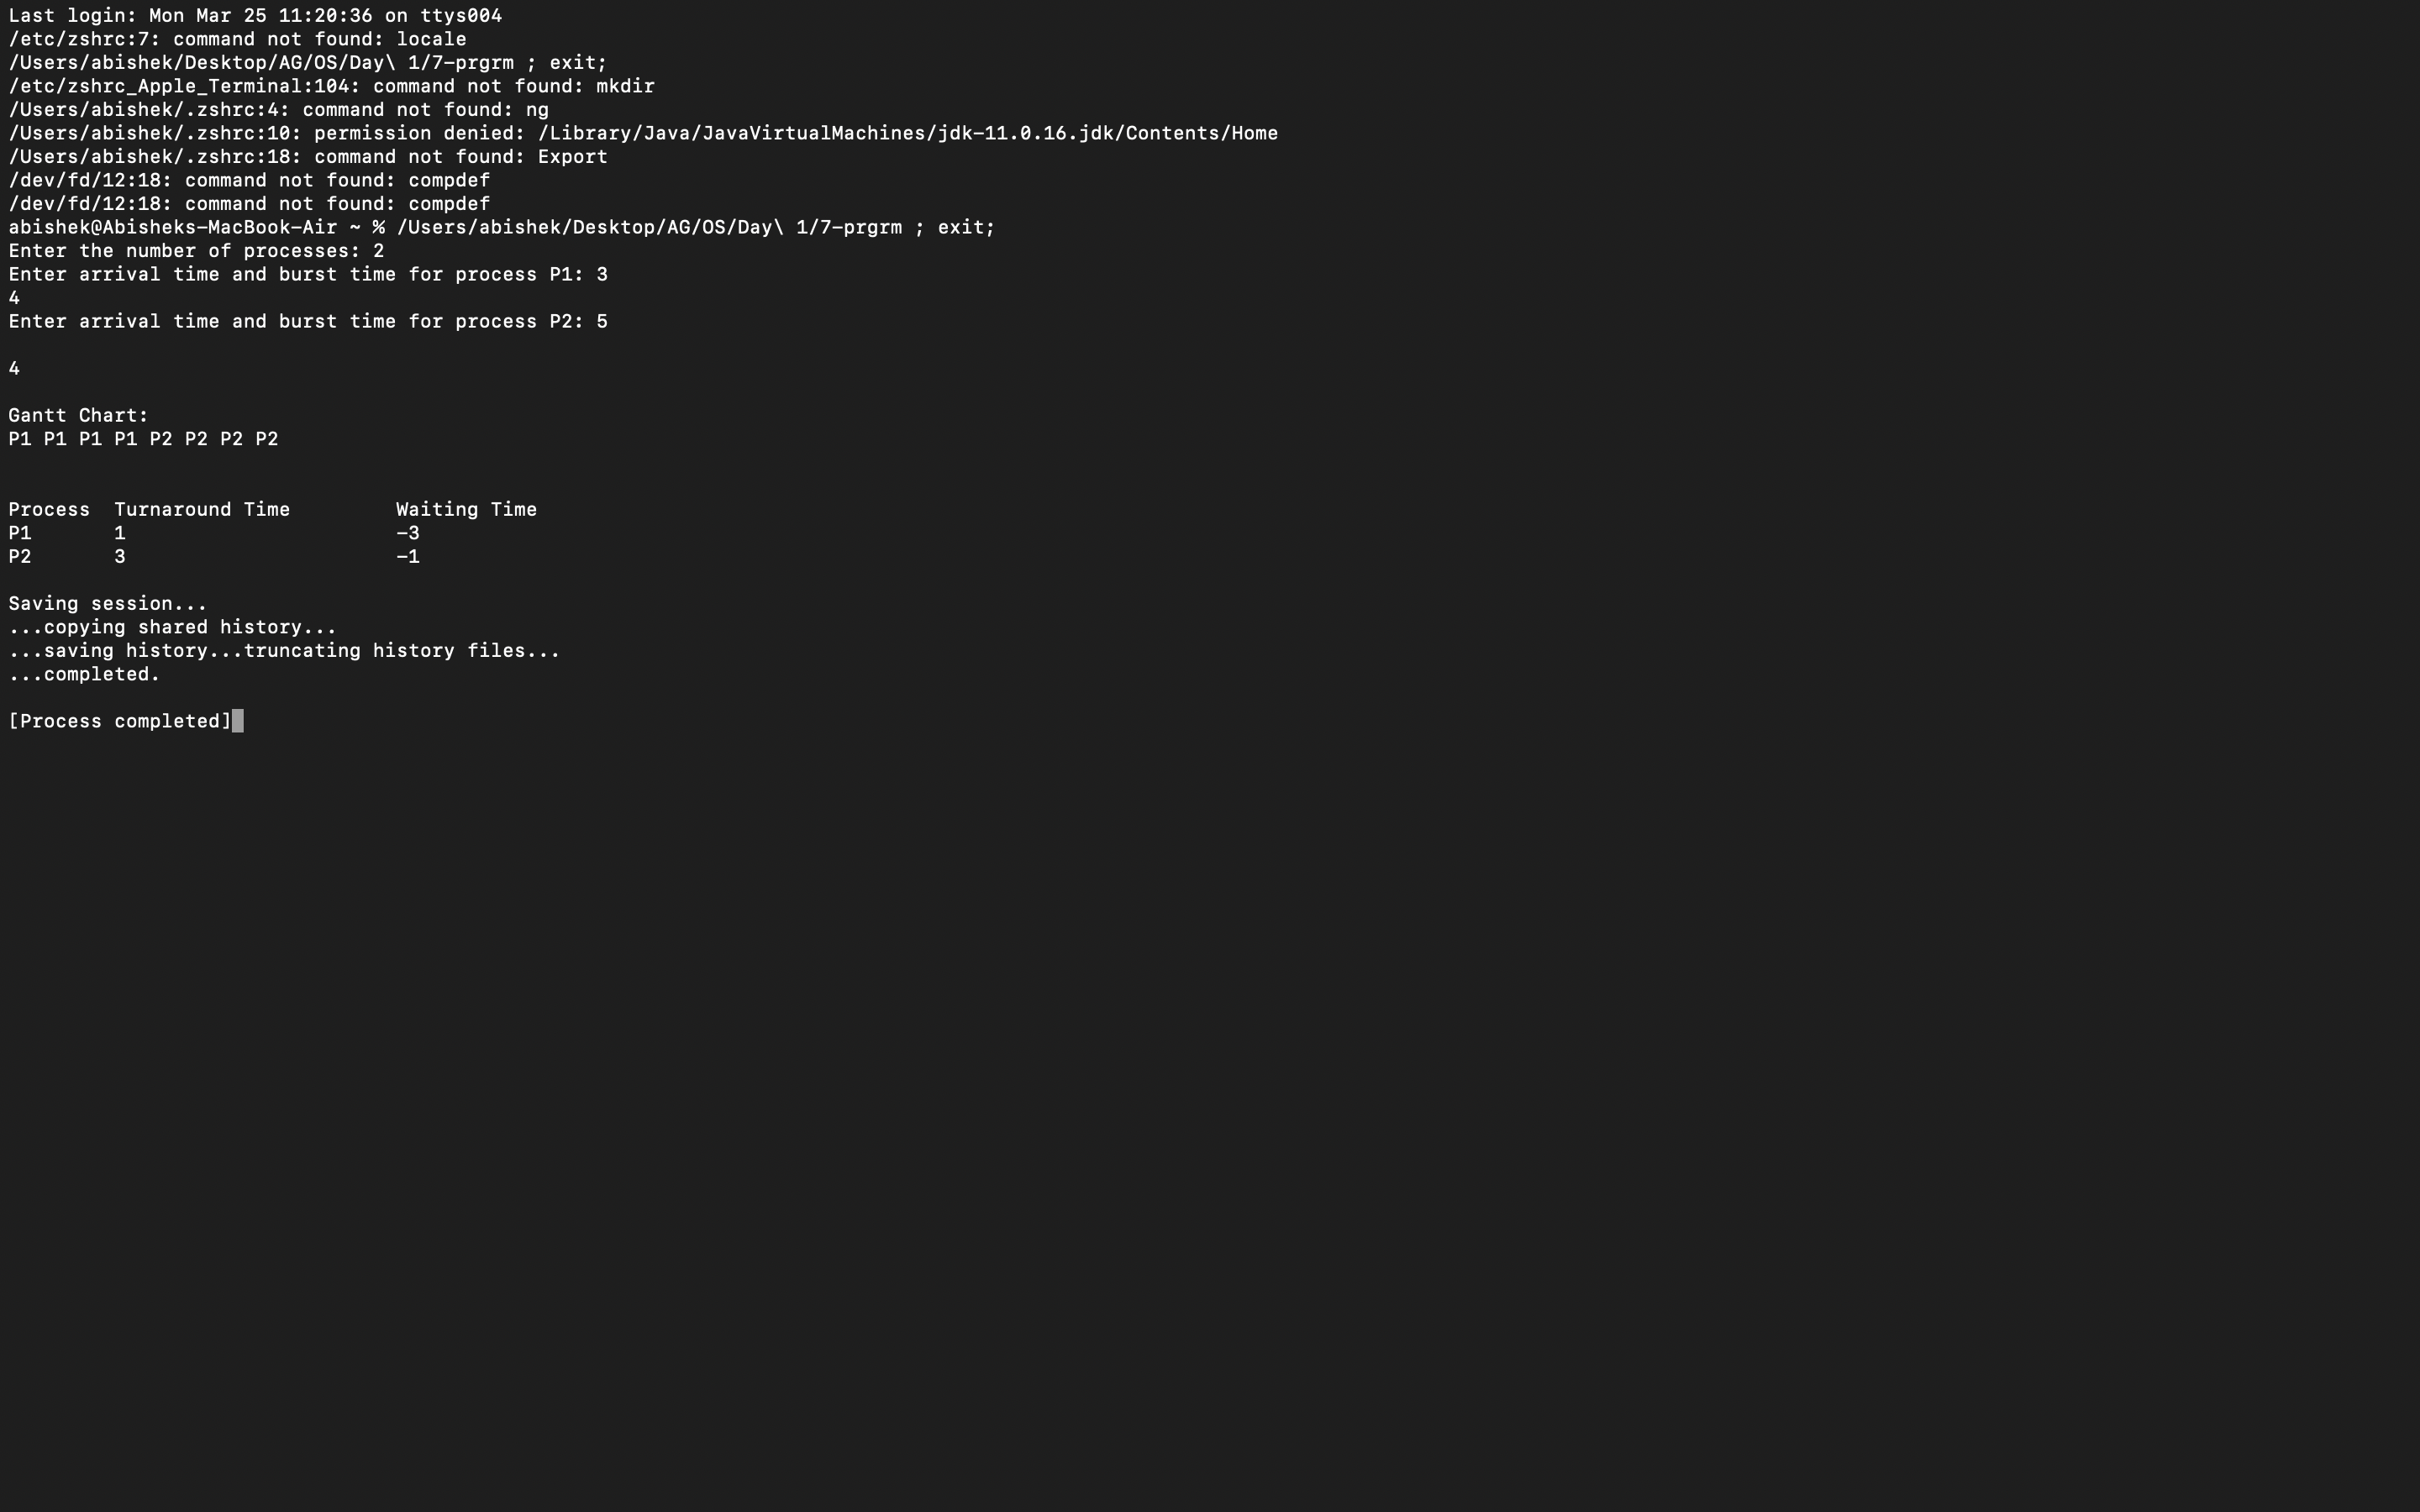 Last login: Mon Mar 25 11:20:36 on ttys004
/etc/zshrc:7: command not found: locale
/Users/abishek/Desktop/AG/OS/Day\ 1/7-prgrm ; exit;
/etc/zshrc_Apple_Terminal:104: command not found: mkdir
/Users/abishek/.zshrc:4: command not found: ng
/Users/abishek/.zshrc:10: permission denied: /Library/Java/JavaVirtualMachines/jdk-11.0.16.jdk/Contents/Home
/Users/abishek/.zshrc:18: command not found: Export
/dev/fd/12:18: command not found: compdef
/dev/fd/12:18: command not found: compdef
abishek@Abisheks-MacBook-Air ~ % /Users/abishek/Desktop/AG/OS/Day\ 1/7-prgrm ; exit;
Enter the number of processes: 2
Enter arrival time and burst time for process P1: 3
4
Enter arrival time and burst time for process P2: 5

4

Gantt Chart:
P1 P1 P1 P1 P2 P2 P2 P2

Process  Turnaround Time         Waiting Time
P1       1                       -3
P2       3                       -1

Saving session...
...copying shared history...
...saving history...truncating history files...
...completed.

[Process completed]